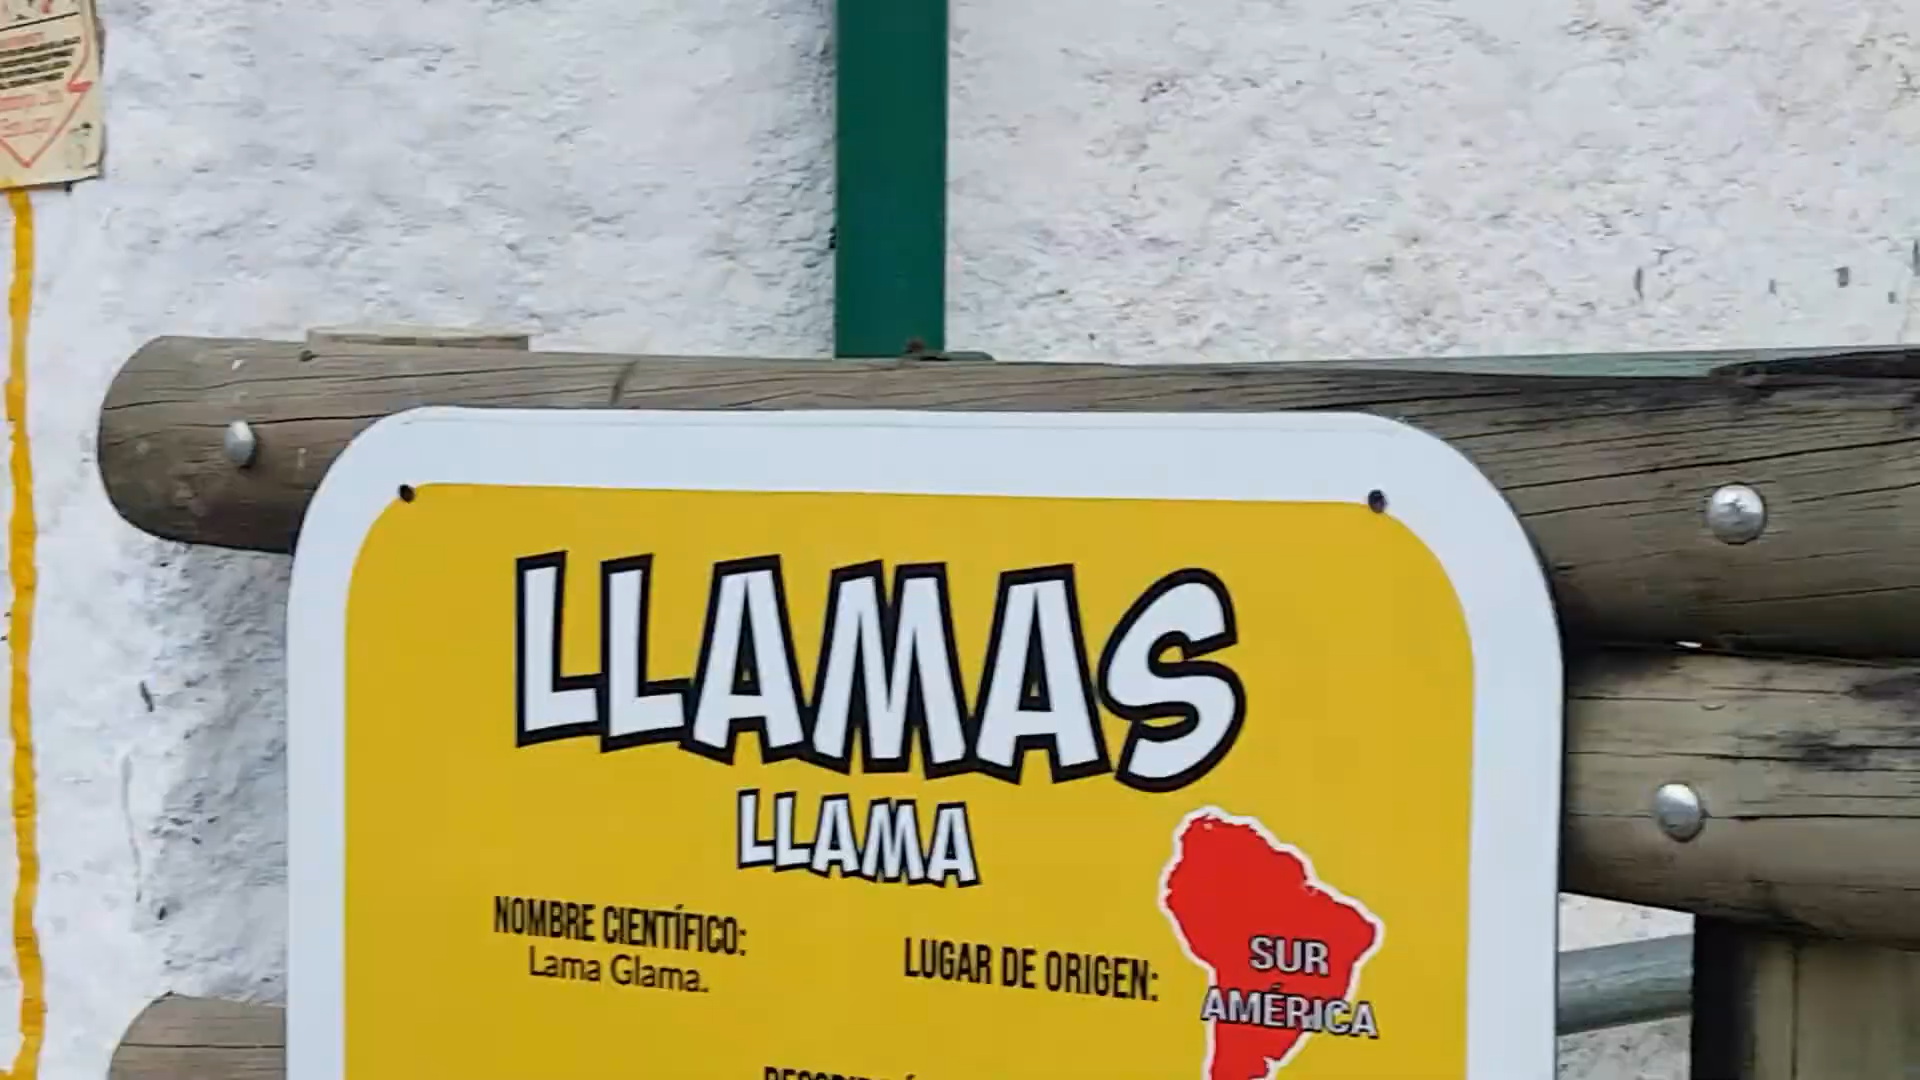 LLAMAS
LLAMA
NOMBRE CIENTÍFICO:
Lama Glama.
LUGAR DE ORIGEN:
SUR
AMÉRICA